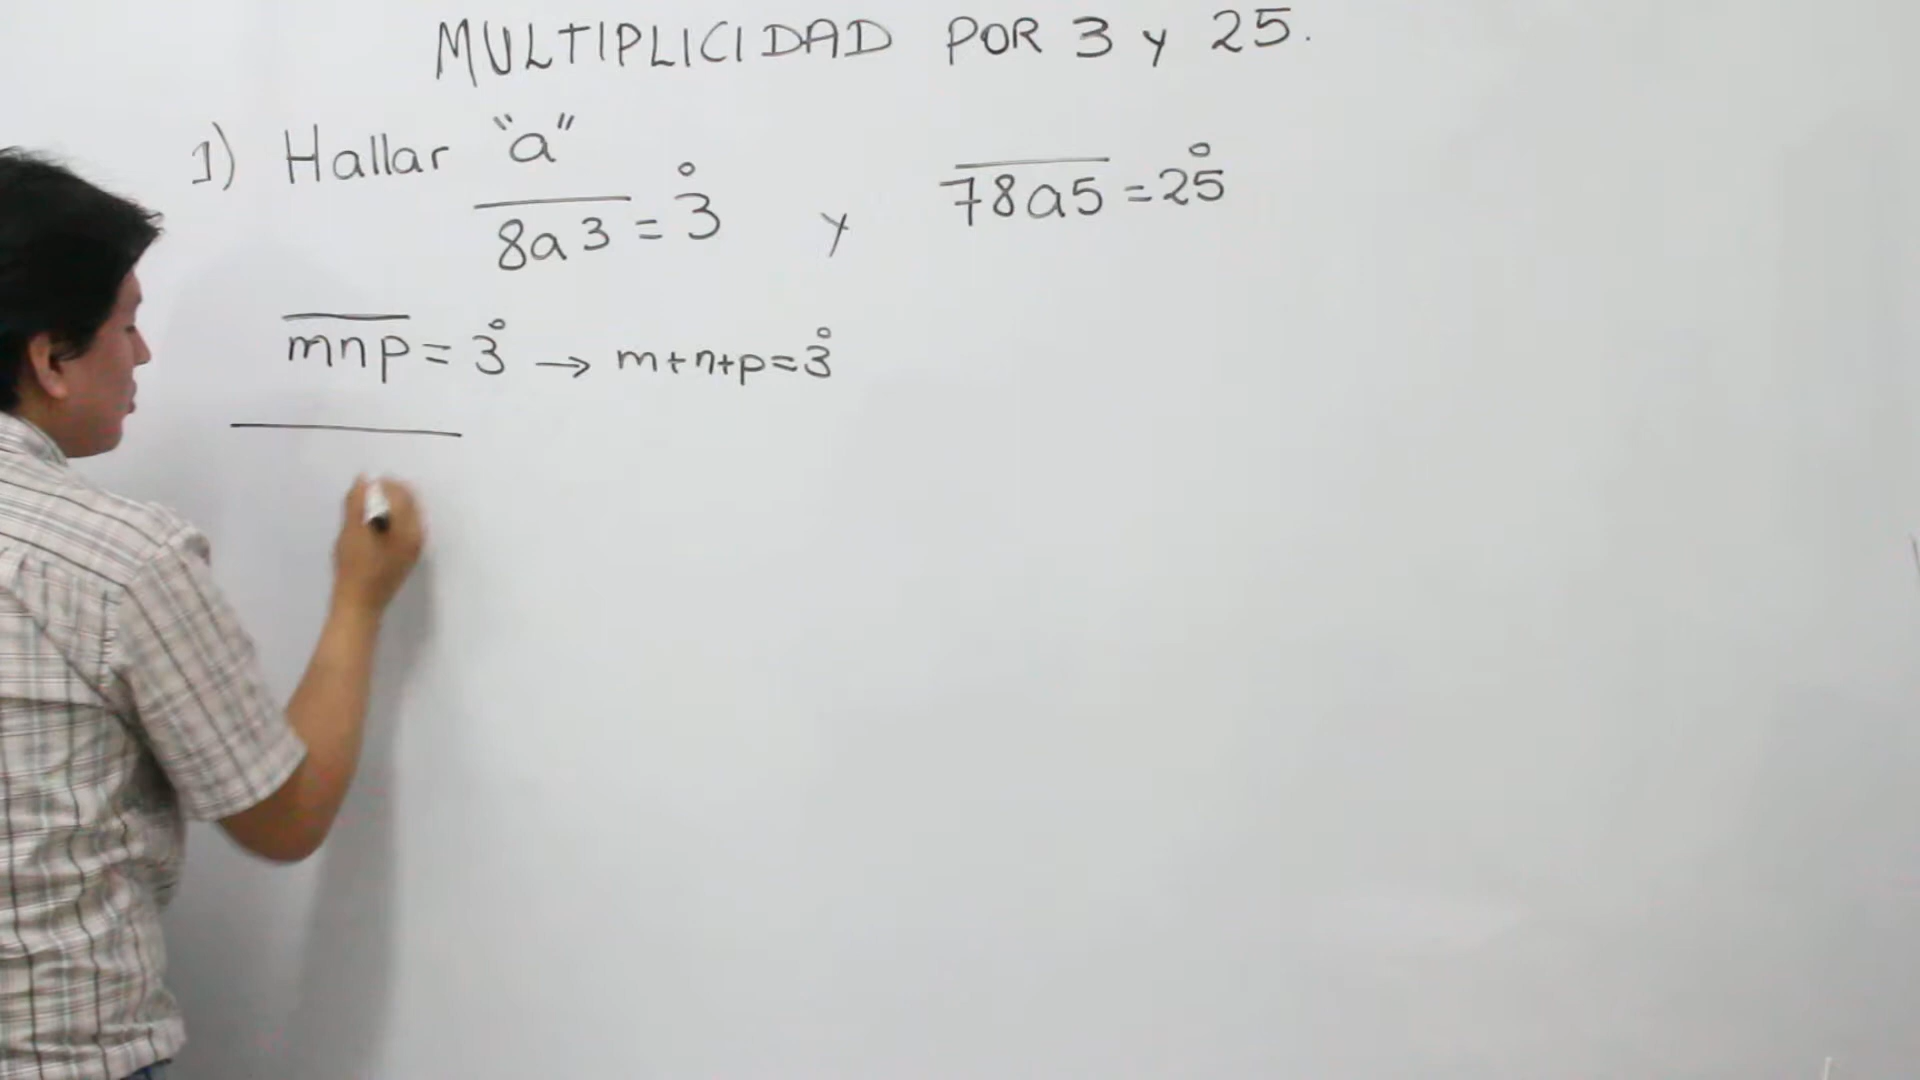 MULTIPLICIDAD POR 3 y 25.
1) Hallar "a"
8a3 = 3̊ y 78a5 = 25̊
mnp = 3̊ → m+n+p = 3̊